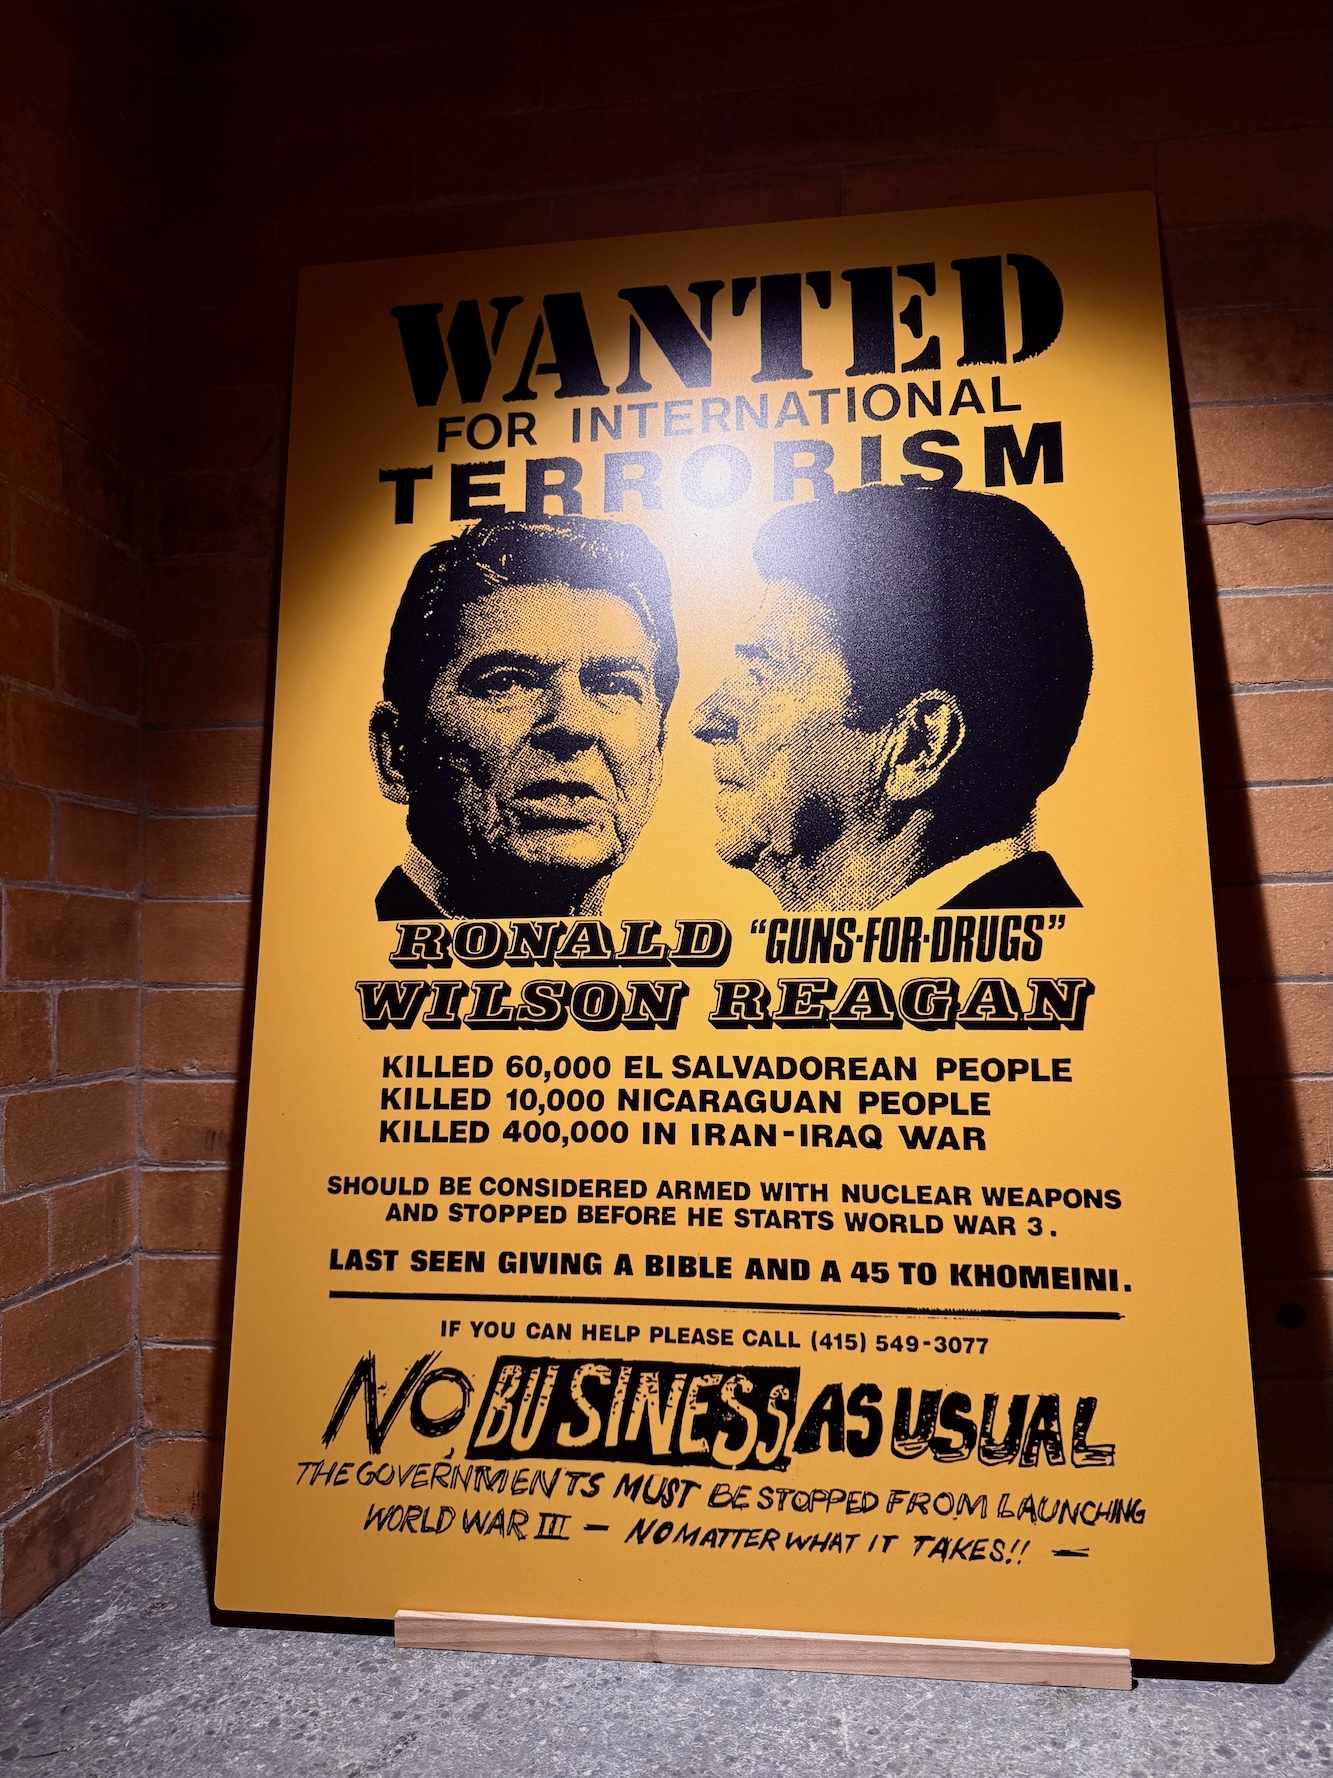 WANTED
FOR INTERNATIONAL
TERRORISM
RONALD "GUNS-FOR-DRUGS"
WILSON REAGAN
KILLED 60,000 EL SALVADOREAN PEOPLE
KILLED 10,000 NICARAGUAN PEOPLE
KILLED 400,000 IN IRAN-IRAQ WAR
SHOULD BE CONSIDERED ARMED WITH NUCLEAR WEAPONS
AND STOPPED BEFORE HE STARTS WORLD WAR 3.
LAST SEEN GIVING A BIBLE AND A 45 TO KHOMEINI.
IF YOU CAN HELP PLEASE CALL (415) 549-3077
NO BUSINESS AS USUAL
THE GOVERNMENTS MUST BE STOPPED FROM LAUNCHING
WORLD WAR III — NO MATTER WHAT IT TAKES!! —